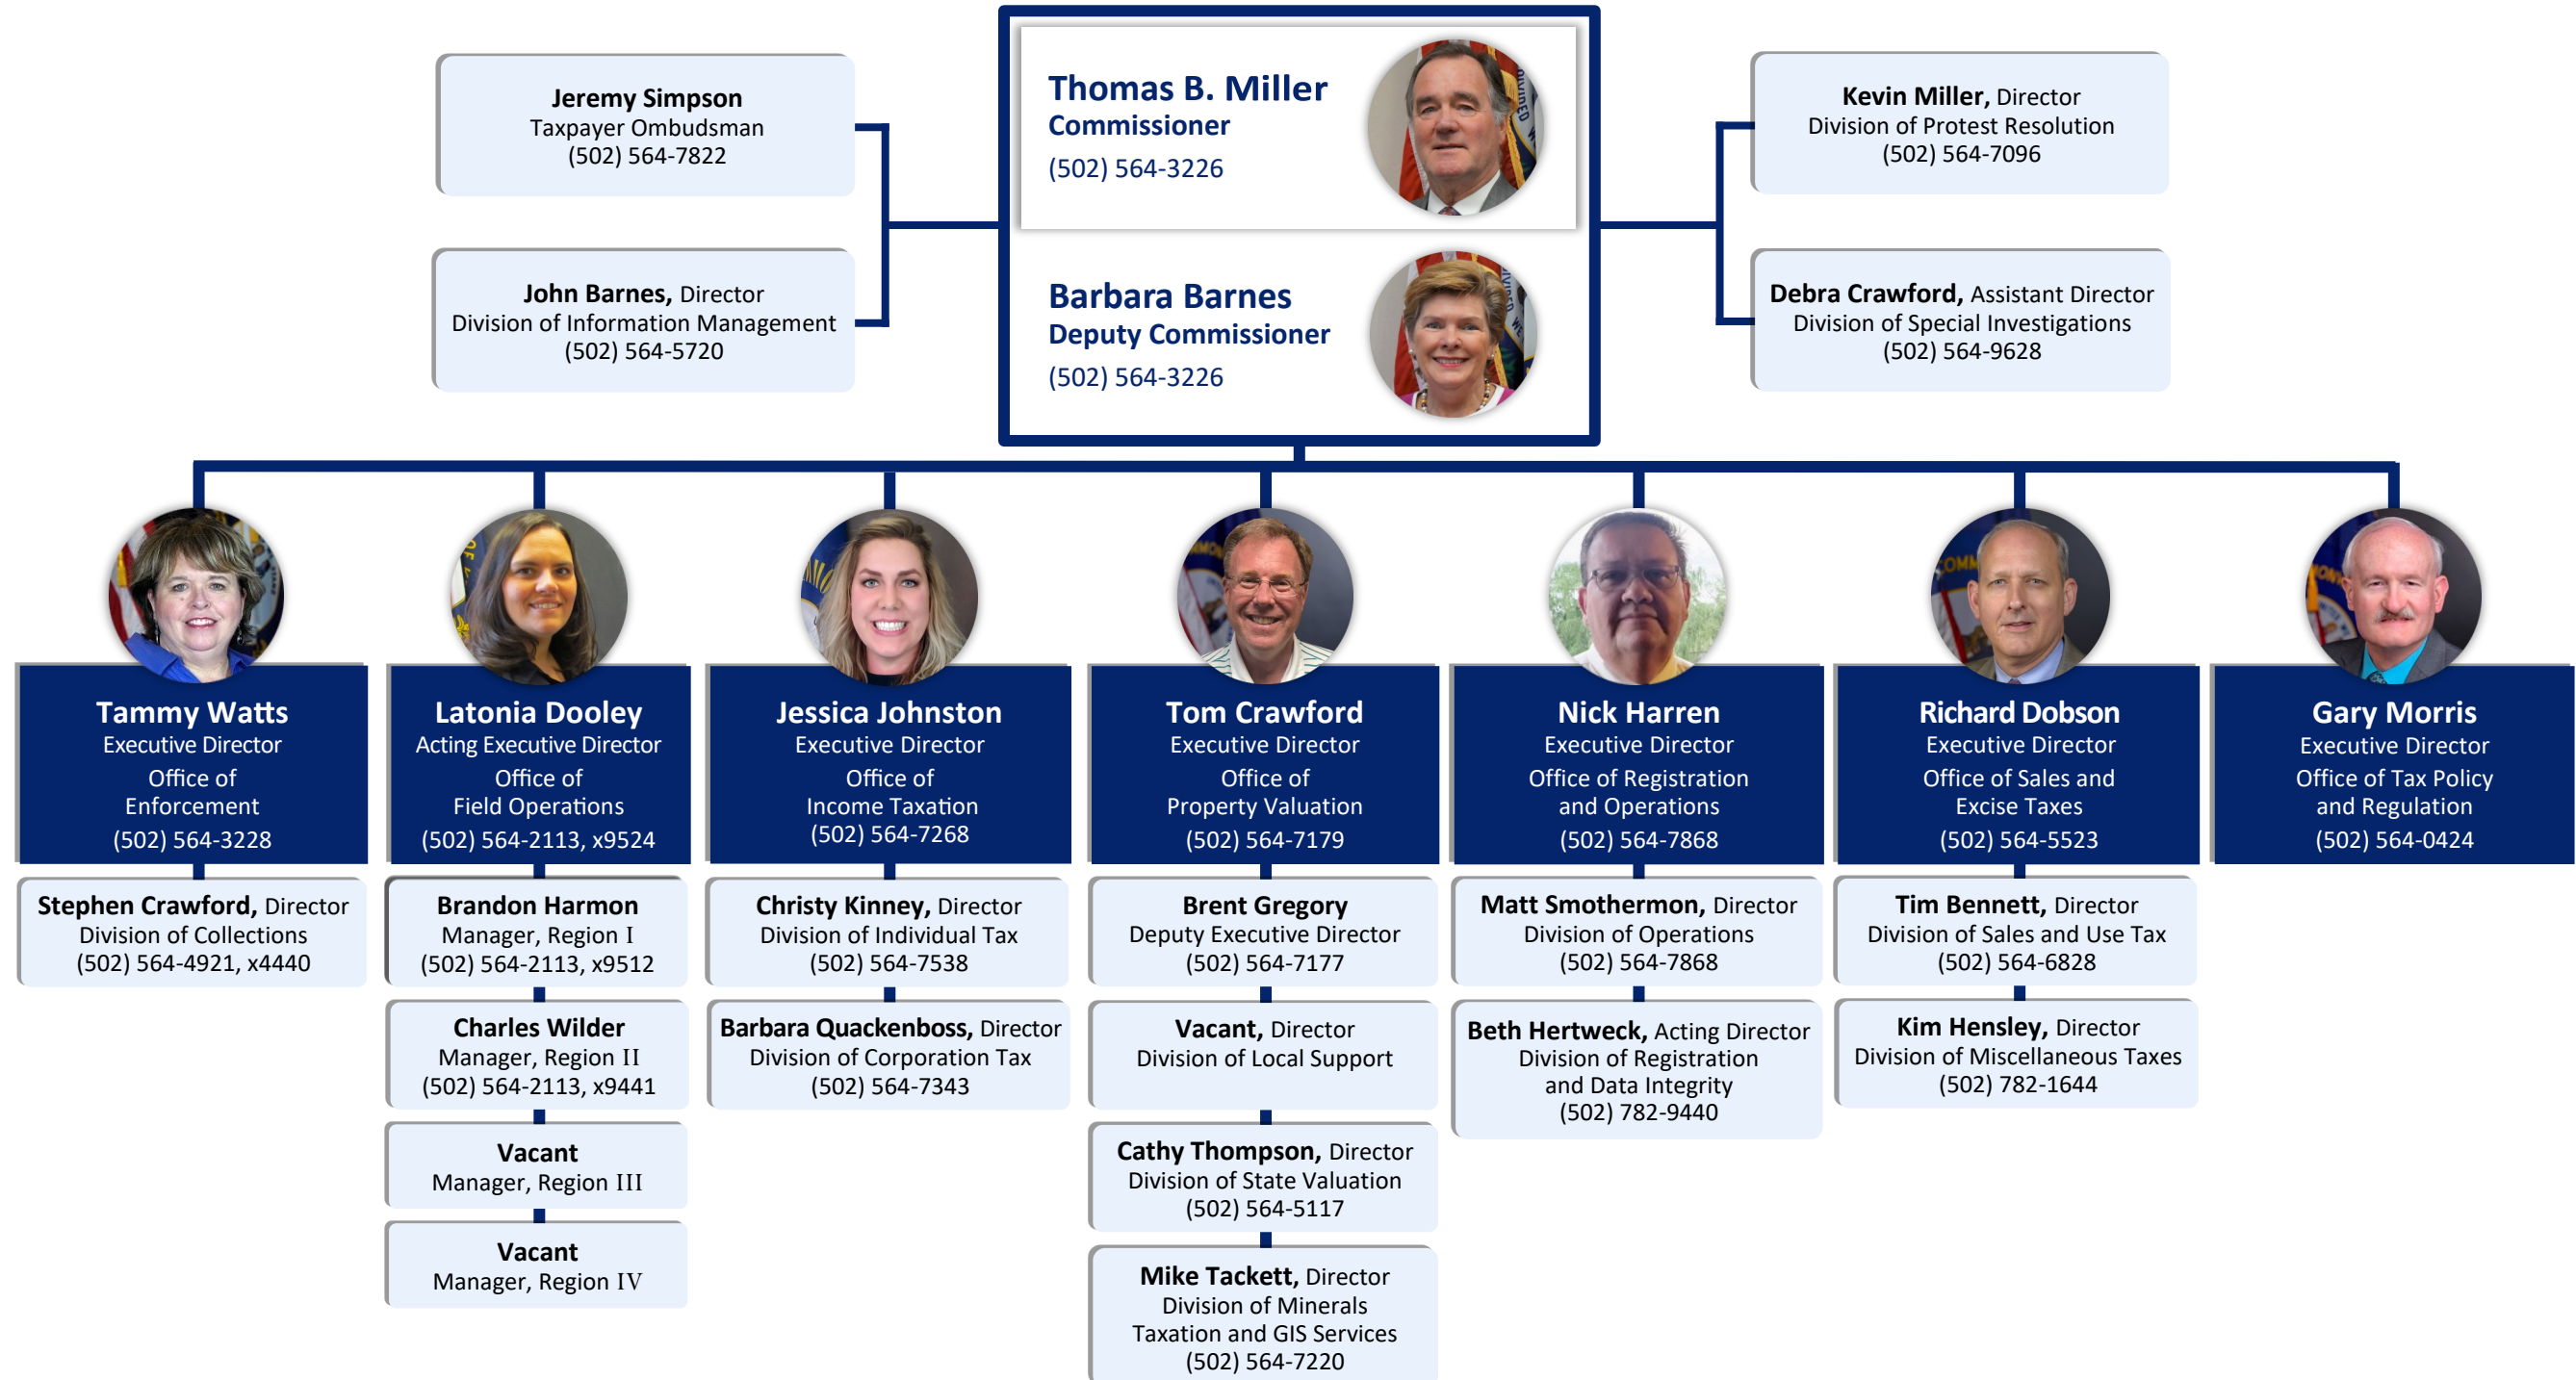 Jeremy Simpson
Taxpayer Ombudsman
(502) 564-7822
John Barnes, Director
Division of Information Management
(502) 564-5720
Thomas B. Miller
Commissioner
(502) 564-3226
Barbara Barnes
Deputy Commissioner
(502) 564-3226
Kevin Miller, Director
Division of Protest Resolution
(502) 564-7096
Debra Crawford, Assistant Director
Division of Special Investigations
(502) 564-9628
Tammy Watts
Executive Director
Office of
Enforcement
(502) 564-3228
Stephen Crawford, Director
Division of Collections
(502) 564-4921, x4440
Latonia Dooley
Acting Executive Director
Office of
Field Operations
(502) 564-2113, x9524
Brandon Harmon
Manager, Region I
(502) 564-2113, x9512
Charles Wilder
Manager, Region II
(502) 564-2113, x9441
Vacant
Manager, Region III
Vacant
Manager, Region IV
Jessica Johnston
Executive Director
Office of
Income Taxation
(502) 564-7268
Christy Kinney, Director
Division of Individual Tax
(502) 564-7538
Barbara Quackenboss, Director
Division of Corporation Tax
(502) 564-7343
Tom Crawford
Executive Director
Office of
Property Valuation
(502) 564-7179
Brent Gregory
Deputy Executive Director
(502) 564-7177
Vacant, Director
Division of Local Support
Cathy Thompson, Director
Division of State Valuation
(502) 564-5117
Mike Tackett, Director
Division of Minerals
Taxation and GIS Services
(502) 564-7220
Nick Harren
Executive Director
Office of Registration
and Operations
(502) 564-7868
Matt Smothermon, Director
Division of Operations
(502) 564-7868
Beth Hertweck, Acting Director
Division of Registration
and Data Integrity
(502) 782-9440
Richard Dobson
Executive Director
Office of Sales and
Excise Taxes
(502) 564-5523
Tim Bennett, Director
Division of Sales and Use Tax
(502) 564-6828
Kim Hensley, Director
Division of Miscellaneous Taxes
(502) 782-1644
Gary Morris
Executive Director
Office of Tax Policy
and Regulation
(502) 564-0424